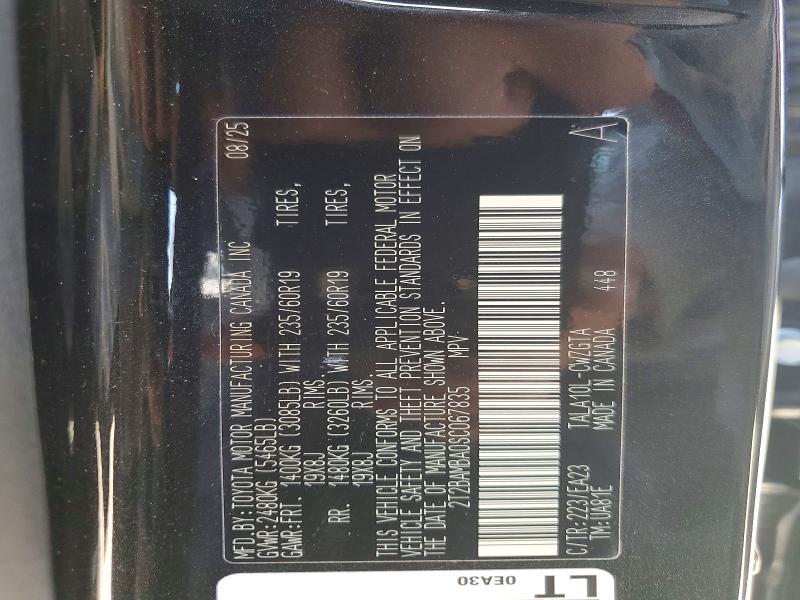 MFD.BY:TOYOTA MOTOR MANUFACTURING CANADA INC 08/25
GVWR:2480KG (5465LB)
GAWR:FRT. 1400KG (3085LB) WITH 235/60R19 TIRES,
19X8J RIMS
RR. 1480KG (3260LB) WITH 235/60R19 TIRES,
19X8J RIMS
THIS VEHICLE CONFORMS TO ALL APPLICABLE FEDERAL MOTOR
VEHICLE SAFETY AND THEFT PREVENTION STANDARDS IN EFFECT ON
THE DATE OF MANUFACTURE SHOWN ABOVE.
2T2BAMBA0SC067835 MPV
C/TR:223/EA23 TALA10L-CWZGTA 448
TM:UA81E MADE IN CANADA A
LT
0EA30